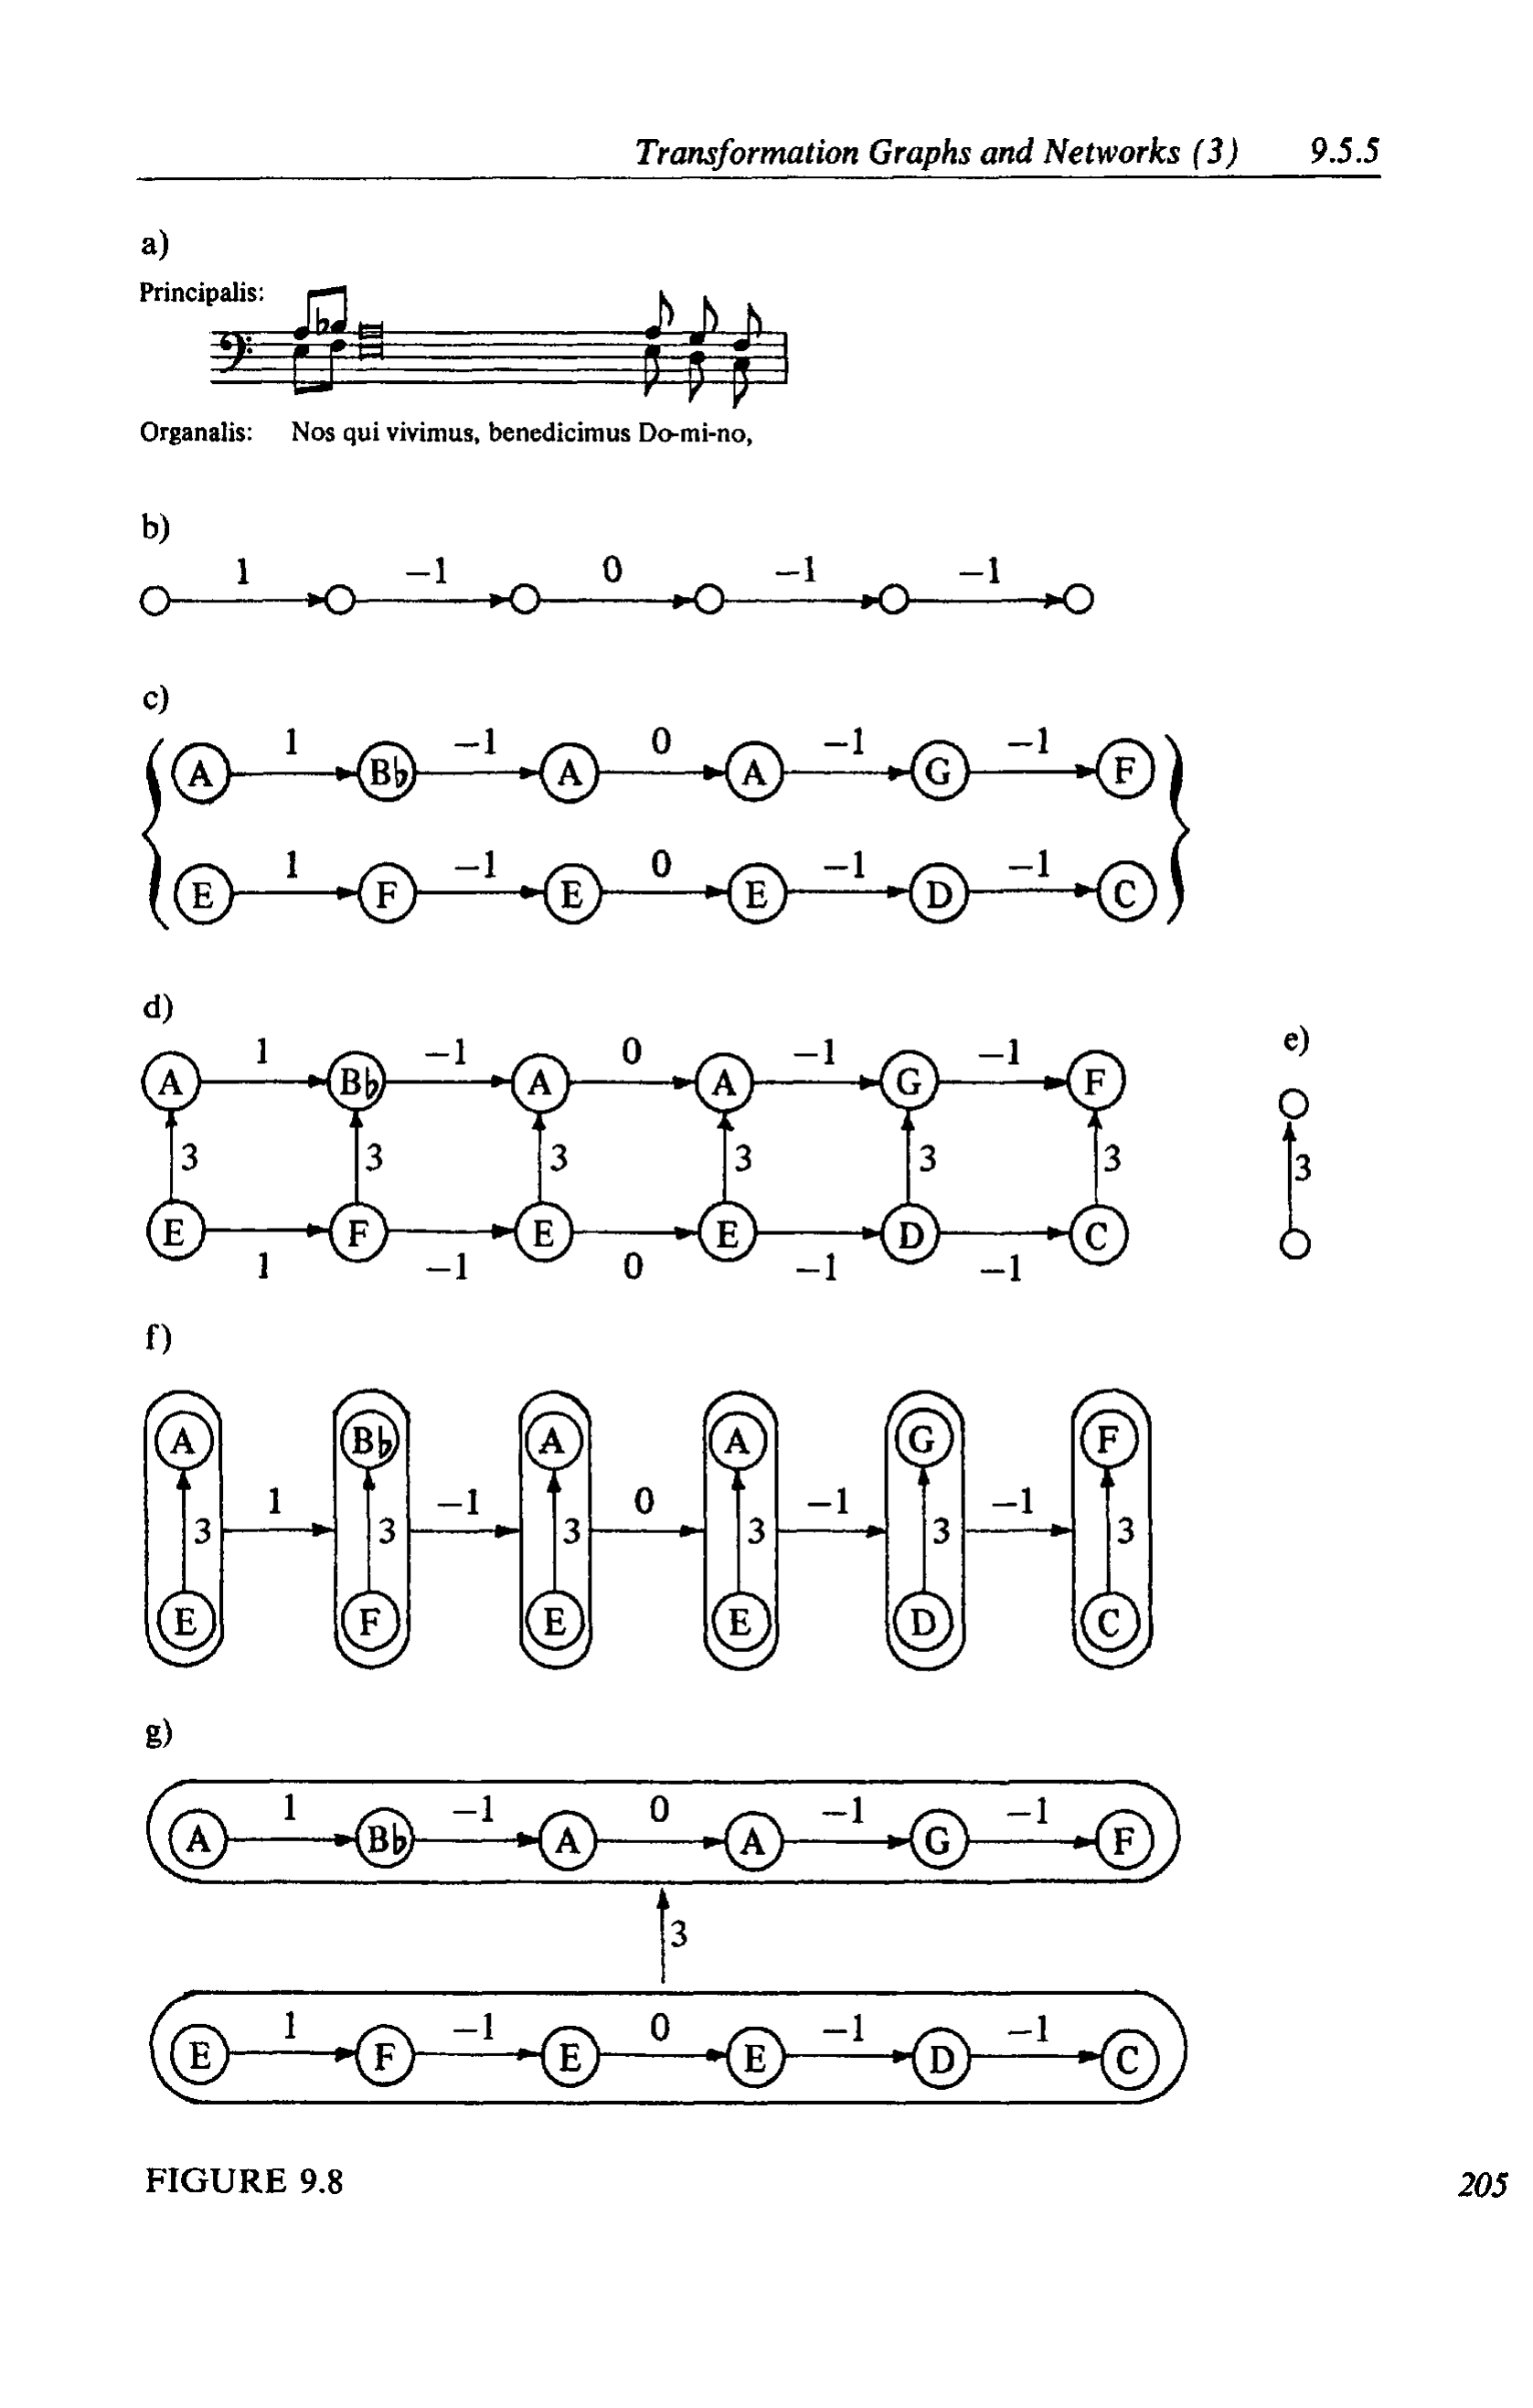 Transformation Graphs and Networks (3) 9.5.5
a)
Principalis:
Organalis: Nos qui vivimus, benedicimus Do-mi-no,
b)
1 −1 0 −1 −1
c)
1 −1 0 −1 −1
A B♭ A A G F
1 −1 0 −1 −1
E F E E D C
d)
1 −1 0 −1 −1
A B♭ A A G F
3 3 3 3 3 3
E F E E D C
1 −1 0 −1 −1
e)
3
f)
A B♭ A A G F
1 −1 0 −1 −1
3 3 3 3 3 3
E F E E D C
g)
1 −1 0 −1 −1
A B♭ A A G F
3
1 −1 0 −1 −1
E F E E D C
FIGURE 9.8
205